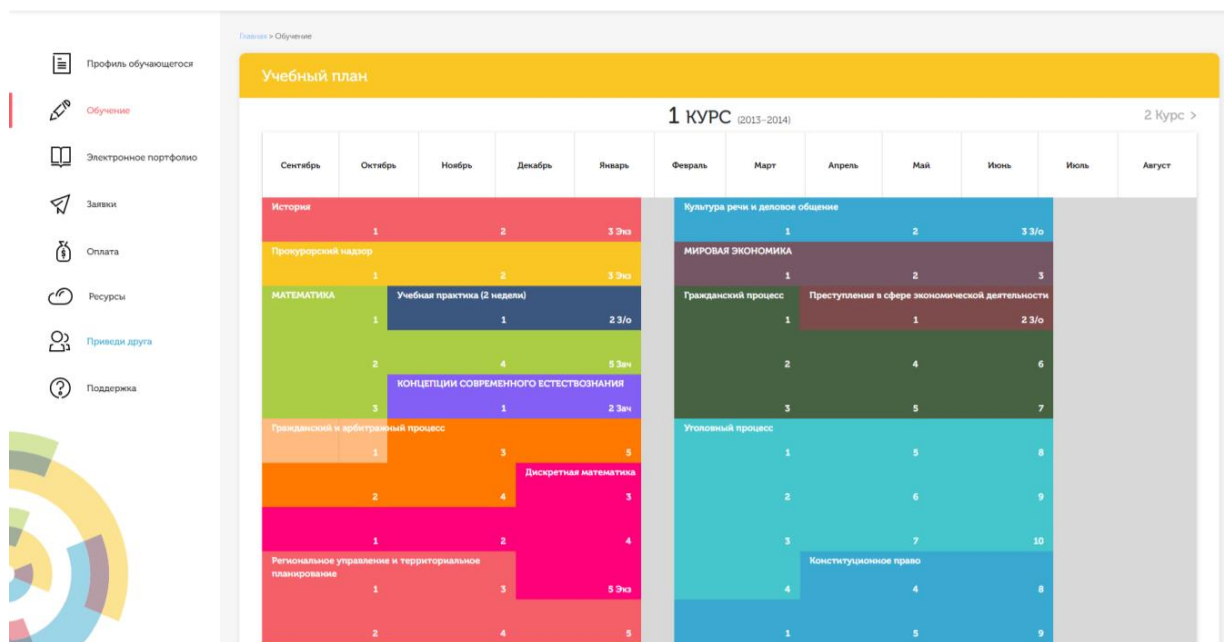 Главная > Обучение
Профиль обучающегося
Обучение
Электронное портфолио
Заявки
Оплата
Ресурсы
Приведи друга
Поддержка
Учебный план
1 КУРС (2013–2014)
2 Курс >
Сентябрь Октябрь Ноябрь Декабрь Январь Февраль Март Апрель Май Июнь Июль Август
История
1 2 3 Экз
Прокурорский надзор
1 2 3 Экз
МАТЕМАТИКА Учебная практика (2 недели)
1 1 2 З/о
2 4 5 Зач
КОНЦЕПЦИИ СОВРЕМЕННОГО ЕСТЕСТВОЗНАНИЯ
3 1 2 Зач
Гражданский и арбитражный процесс
1 3 5
Дискретная математика
2 4 3
1 2 4
Региональное управление и территориальное
планирование
1 3 5 Экз
2 4 5
Культура речи и деловое общение
1 2 3 З/о
МИРОВАЯ ЭКОНОМИКА
1 2 3
Гражданский процесс Преступления в сфере экономической деятельности
1 1 2 З/о
2 4 6
3 5 7
Уголовный процесс
1 5 8
2 6 9
3 7 10
Конституционное право
4 4 8
1 5 9